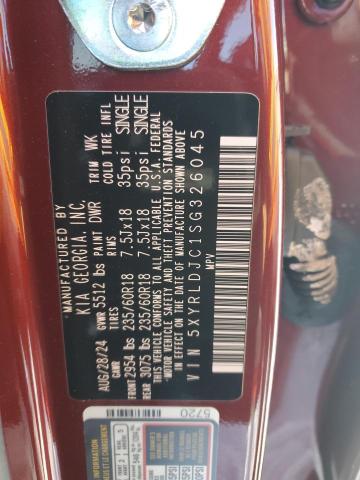 *MANUFACTURED BY
KIA GEORGIA, INC.
AUG/28/24 GVWR 5512 lbs PAINT DWR TRIM WK
GAWR TIRES RIMS COLD TIRE INFL
FRONT 2954 lbs 235/60R18 7.5Jx18 35psi SINGLE
REAR 3075 lbs 235/60R18 7.5Jx18 35psi SINGLE
THIS VEHICLE CONFORMS TO ALL APPLICABLE U.S.A. FEDERAL
MOTOR VEHICLE SAFETY AND THEFT PREVENTION STANDARDS
IN EFFECT ON THE DATE OF MANUFACTURE SHOWN ABOVE.
VIN 5XYRLDJC1SG326045
MPV
5720
LE CHARGEMENT